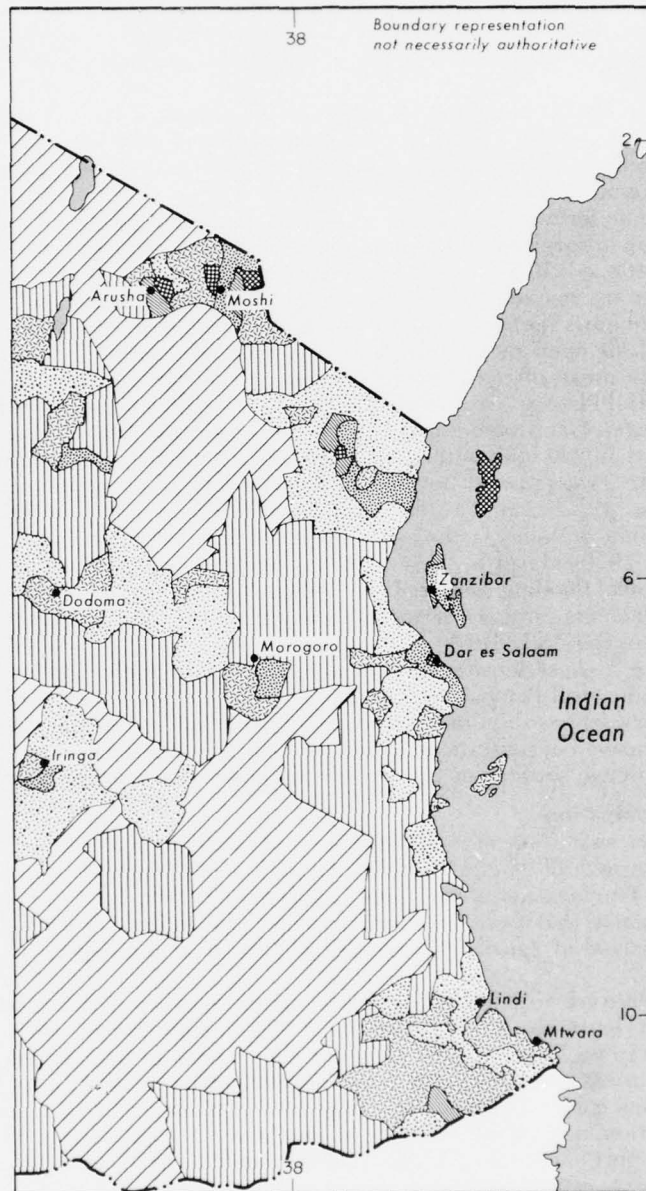 38
Boundary representation
not necessarily authoritative
2
Arusha
Moshi
Zanzibar
6
Dodoma
Morogoro
Dar es Salaam
Indian
Ocean
Iringa
Lindi
10
Mtwara
38